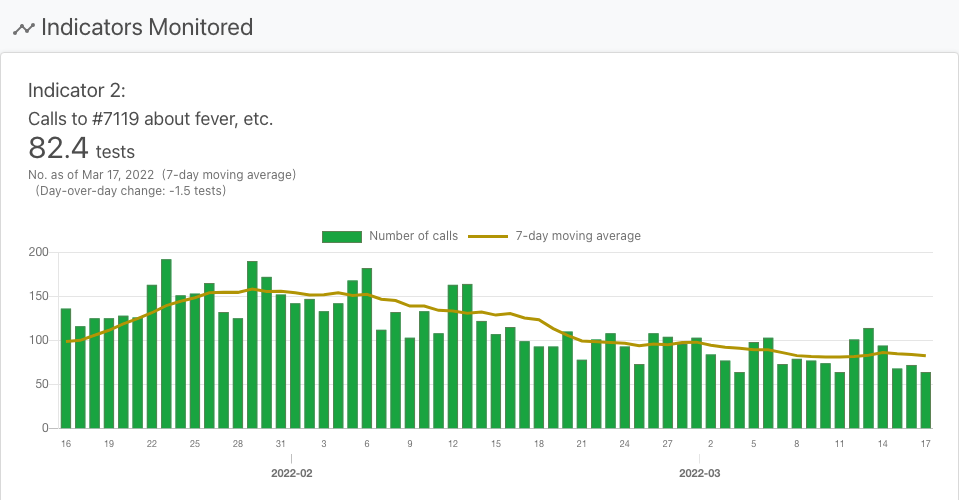 Indicators Monitored
Indicator 2:
Calls to #7119 about fever, etc.
82.4 tests
No. as of Mar 17, 2022 (7-day moving average)
(Day-over-day change: -1.5 tests)
Number of calls 7-day moving average
200
150
100
50
0
16 19 22 25 28 31 3 6 9 12 15 18 21 24 27 2 5 8 11 14 17
2022-02 2022-03